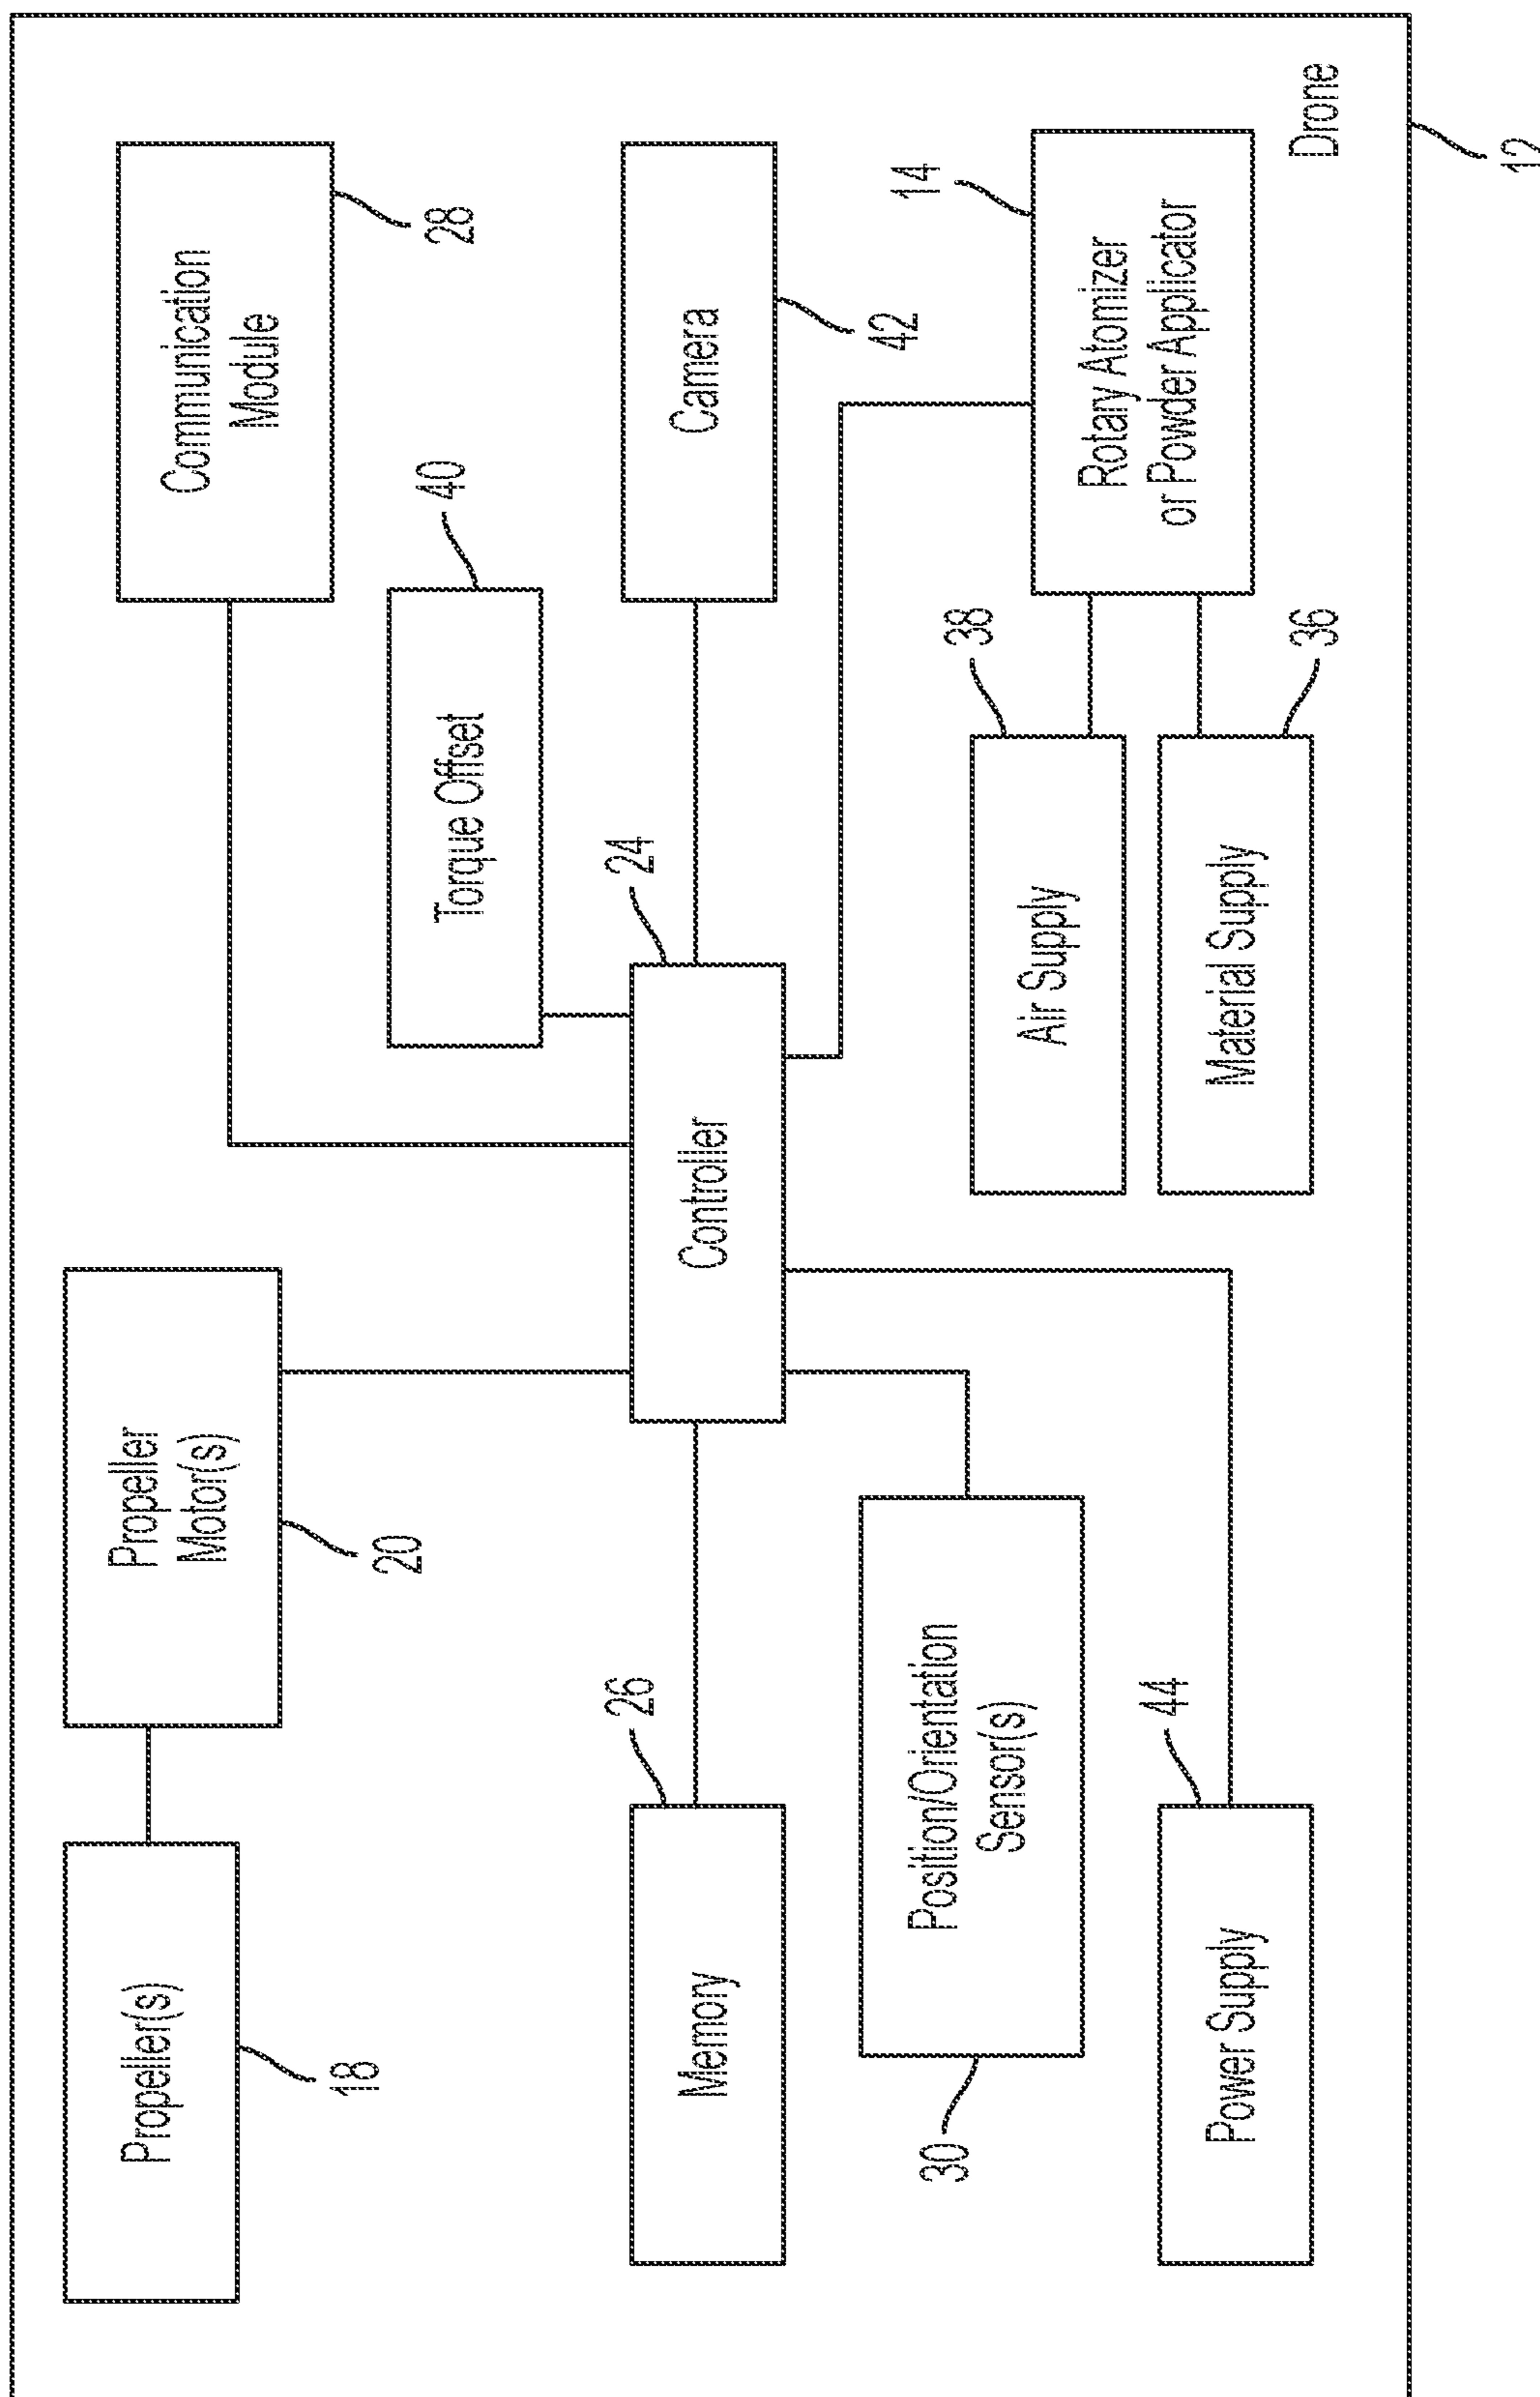 Propeller(s)
18
Propeller
Motor(s)
20
Communication
Module
28
Torque Offset
40
Memory
26
Controller
24
Camera
42
Position/Orientation
Sensor(s)
30
Air Supply
38
Rotary Atomizer
or Powder Applicator
14
Power Supply
44
Material Supply
36
Drone
12